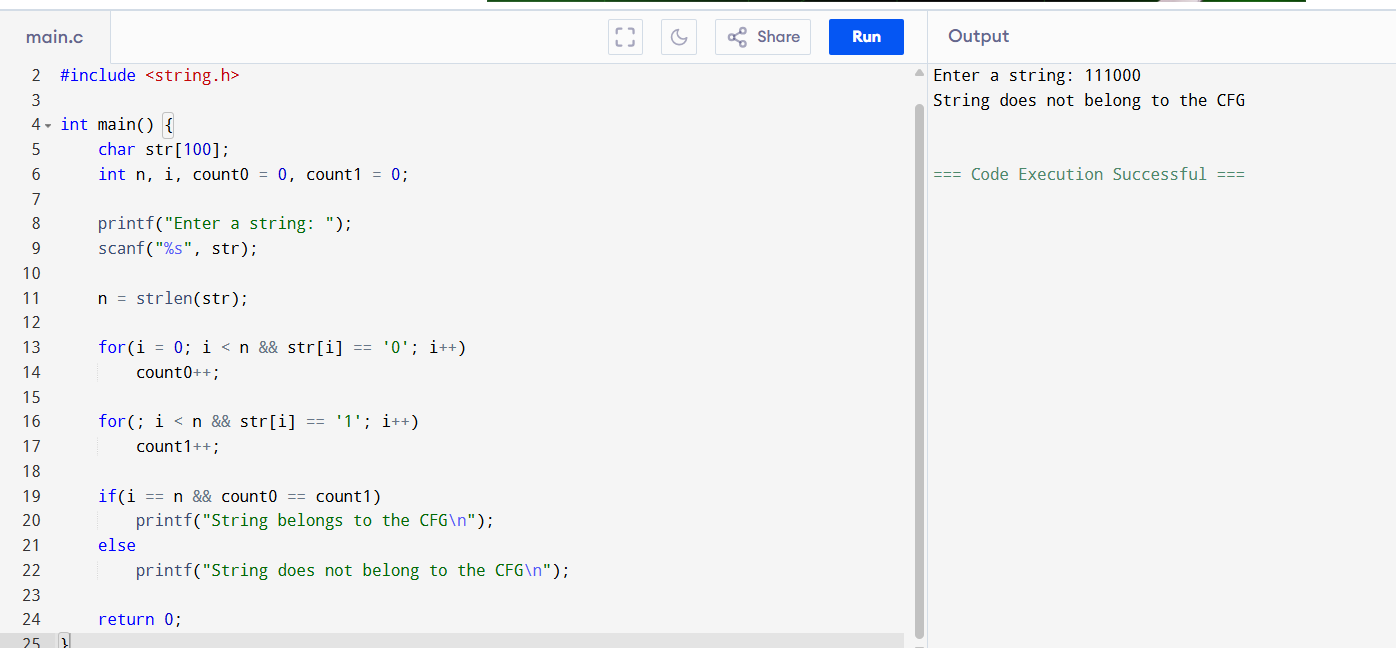 main.c
Share
Run
Output
2 #include <string.h>
3
4 int main() {
5 char str[100];
6 int n, i, count0 = 0, count1 = 0;
7
8 printf("Enter a string: ");
9 scanf("%s", str);
10
11 n = strlen(str);
12
13 for(i = 0; i < n && str[i] == '0'; i++)
14 count0++;
15
16 for(; i < n && str[i] == '1'; i++)
17 count1++;
18
19 if(i == n && count0 == count1)
20 printf("String belongs to the CFG\n");
21 else
22 printf("String does not belong to the CFG\n");
23
24 return 0;
25 }
Enter a string: 111000
String does not belong to the CFG
=== Code Execution Successful ===